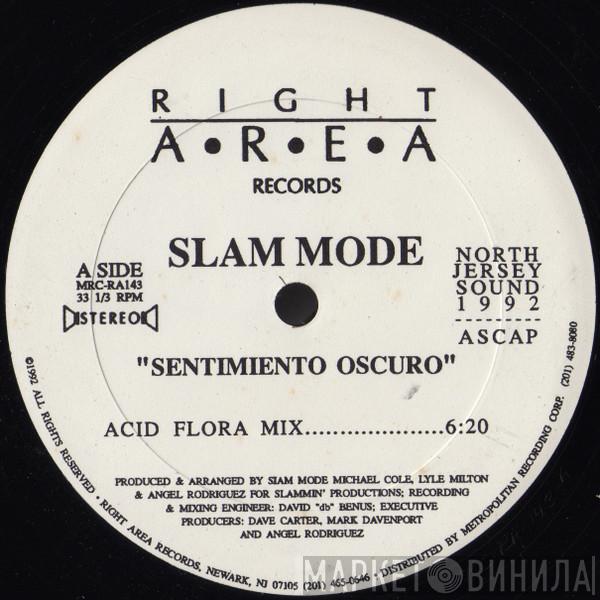 RIGHT
A•R•E•A
RECORDS
SLAM MODE
A SIDE
MRC-RA143
33 1/3 RPM
STEREO
NORTH
JERSEY
SOUND
1992
--------
ASCAP
"SENTIMIENTO OSCURO"
ACID FLORA MIX....................6:20
PRODUCED & ARRANGED BY SIAM MODE MICHAEL COLE, LYLE MILTON
& ANGEL RODRIGUEZ FOR SLAMMIN' PRODUCTIONS; RECORDING
& MIXING ENGINEER: DAVID "db" BENUS; EXECUTIVE
PRODUCERS: DAVE CARTER, MARK DAVENPORT
AND ANGEL RODRIGUEZ
©1992 ALL RIGHTS RESERVED • RIGHT AREA RECORDS, NEWARK, NJ 07105 (201) 465-0646 • DISTRIBUTED BY METROPOLITAN RECORDING CORP. (201) 483-8080
МАРКЕТ ВИНИЛА